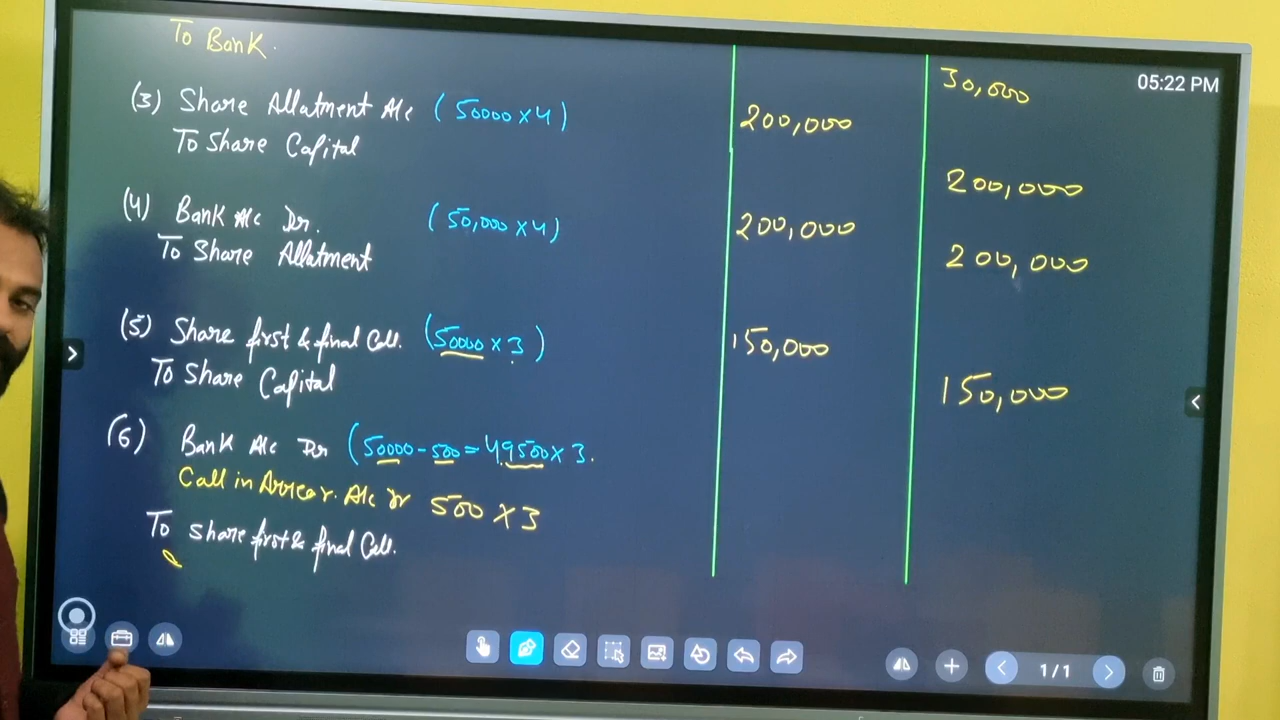 To Bank.
30,000
05:22 PM
(3) Share Allatment A/c (50000×4) 200,000
To Share Capital 200,000
(4) Bank A/c Dr. (50,000×4) 200,000
To Share Allatment 200,000
(5) Share first & final Call. (50000×3) 150,000
To Share Capital 150,000
(6) Bank A/c Dr (50000-500=49500×3.
Call in Arrear. A/c Dr 500×3
To Share first & final Call.
1/1